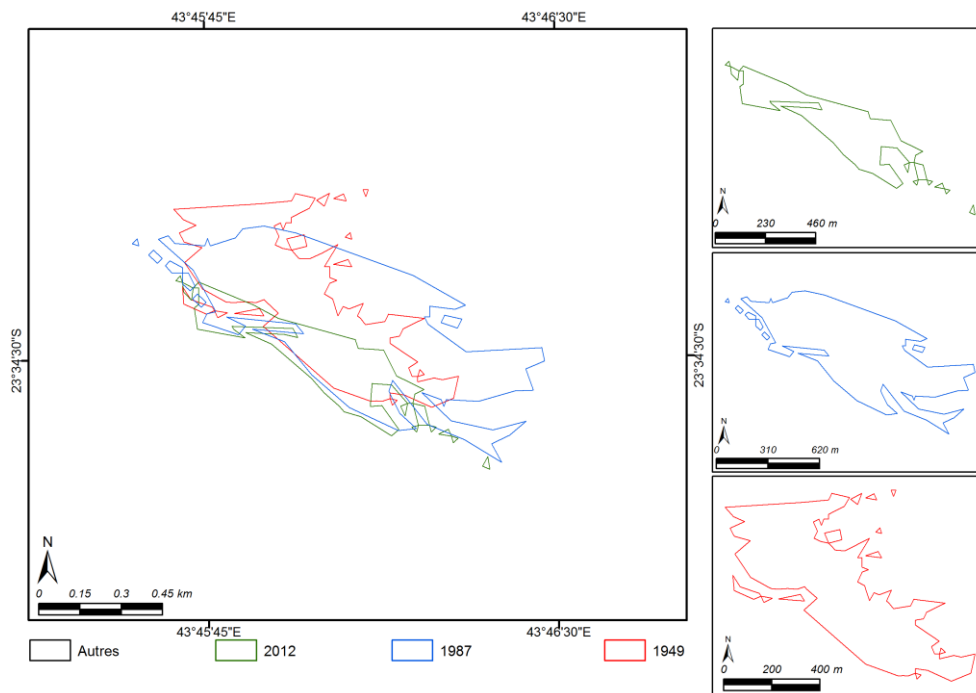 43°45'45"E 43°46'30"E
23°34'30"S
23°34'30"S
N
0 0.15 0.3 0.45 km
43°45'45"E 43°46'30"E
Autres 2012 1987 1949
N
0 230 460 m
N
0 310 620 m
N
0 200 400 m